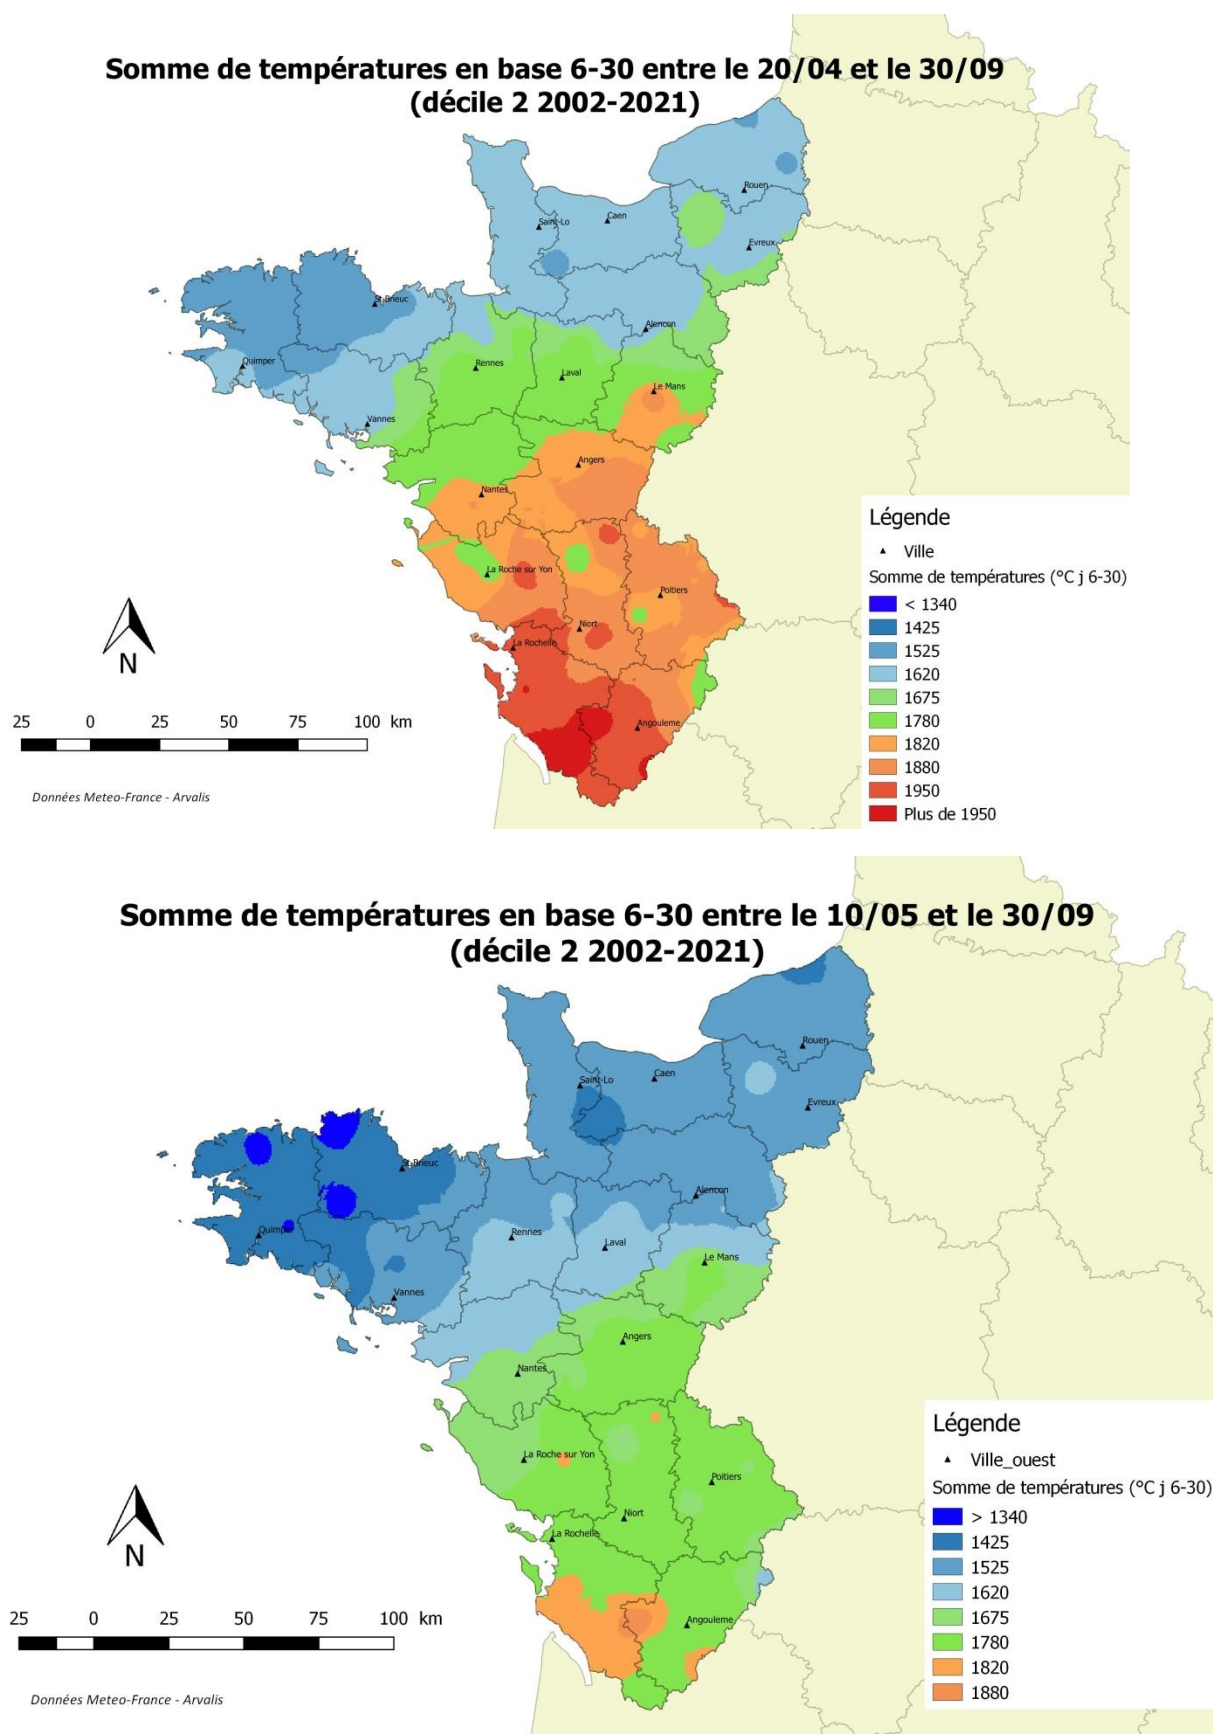 Somme de températures en base 6-30 entre le 20/04 et le 30/09
(décile 2 2002-2021)
Rouen
Caen
Saint-Lo
Evreux
St-Brieuc
Alencon
Quimper
Rennes
Laval
Le Mans
Vannes
Angers
Nantes
La Roche sur Yon
Poitiers
Niort
La Rochelle
Angouleme
Légende
Ville
Somme de températures (°C j 6-30)
< 1340
1425
1525
1620
1675
1780
1820
1880
1950
Plus de 1950
N
25 0 25 50 75 100 km
Données Meteo-France - Arvalis
Somme de températures en base 6-30 entre le 10/05 et le 30/09
(décile 2 2002-2021)
Rouen
Caen
Saint-Lo
Evreux
St-Brieuc
Alencon
Quimper
Rennes
Laval
Le Mans
Vannes
Angers
Nantes
La Roche sur Yon
Poitiers
Niort
La Rochelle
Angouleme
Légende
Ville_ouest
Somme de températures (°C j 6-30)
> 1340
1425
1525
1620
1675
1780
1820
1880
N
25 0 25 50 75 100 km
Données Meteo-France - Arvalis